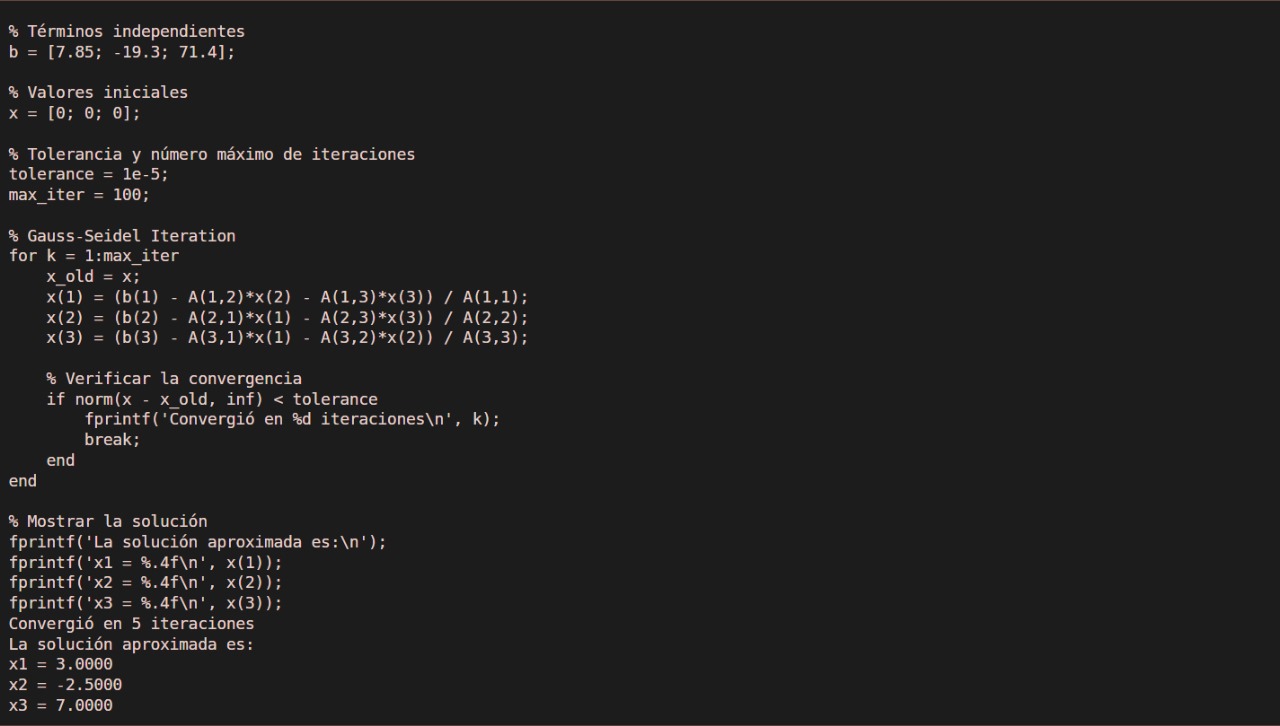 % Términos independientes
b = [7.85; -19.3; 71.4];
% Valores iniciales
x = [0; 0; 0];
% Tolerancia y número máximo de iteraciones
tolerance = 1e-5;
max_iter = 100;
% Gauss-Seidel Iteration
for k = 1:max_iter
    x_old = x;
    x(1) = (b(1) - A(1,2)*x(2) - A(1,3)*x(3)) / A(1,1);
    x(2) = (b(2) - A(2,1)*x(1) - A(2,3)*x(3)) / A(2,2);
    x(3) = (b(3) - A(3,1)*x(1) - A(3,2)*x(2)) / A(3,3);
    % Verificar la convergencia
    if norm(x - x_old, inf) < tolerance
        fprintf('Convergió en %d iteraciones\n', k);
        break;
    end
end
% Mostrar la solución
fprintf('La solución aproximada es:\n');
fprintf('x1 = %.4f\n', x(1));
fprintf('x2 = %.4f\n', x(2));
fprintf('x3 = %.4f\n', x(3));
Convergió en 5 iteraciones
La solución aproximada es:
x1 = 3.0000
x2 = -2.5000
x3 = 7.0000